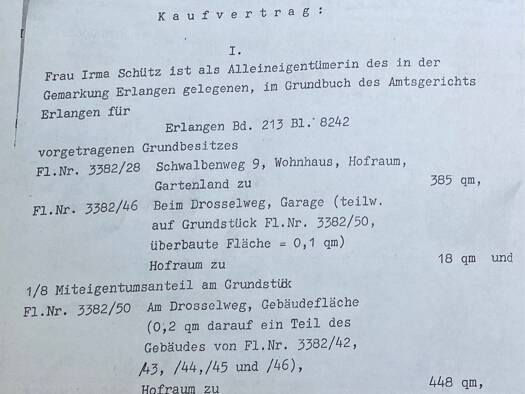 Kaufvertrag:
I.
Frau Irma Schütz ist als Alleineigentümerin des in der
Gemarkung Erlangen gelegenen, im Grundbuch des Amtsgerichts
Erlangen für
Erlangen Bd. 213 Bl. 8242
vorgetragenen Grundbesitzes
Fl.Nr. 3382/28 Schwalbenweg 9, Wohnhaus, Hofraum,
Gartenland zu 385 qm,
Fl.Nr. 3382/46 Beim Drosselweg, Garage (teilw.
auf Grundstück Fl.Nr. 3382/50,
überbaute Fläche = 0,1 qm)
Hofraum zu 18 qm und
1/8 Miteigentumsanteil am Grundstük
Fl.Nr. 3382/50 Am Drosselweg, Gebäudefläche
(0,2 qm darauf ein Teil des
Gebäudes von Fl.Nr. 3382/42,
/43, /44,/45 und /46),
Hofraum zu 448 qm,